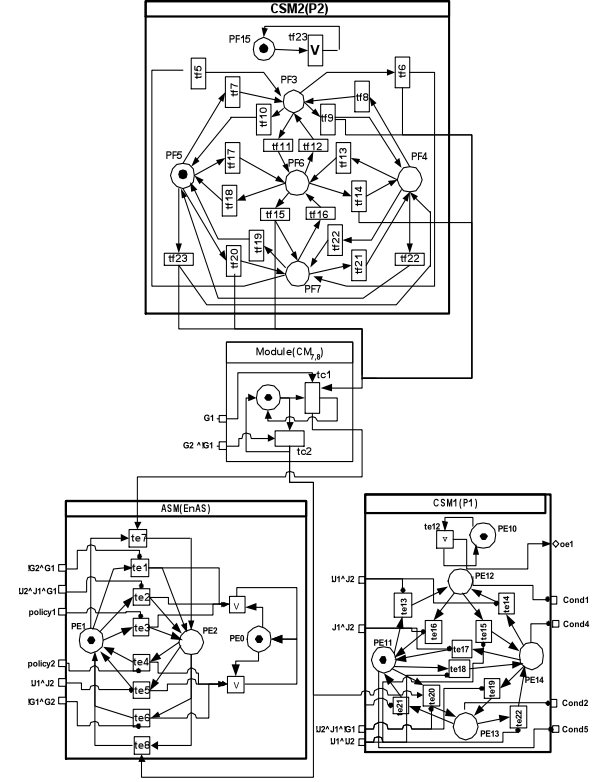 CSM2(P2)
PF15
tf23
V
tf5
tf6
PF3
tf7
tf8
tf10
tf9
tf11
tf12
PF5
tf17
PF6
tf13
PF4
tf18
tf14
tf15
tf16
tf19
tf22
tf23
tf20
tf21
tf22
PF7
Module(CM7,8)
tc1
G1
G2 ^!G1
tc2
ASM(EnAS)
te7
!G2^G1
te1
!J2^J1^G1
te2
V
policy1
te3
PE1
PE2
PE0
policy2
te4
!J1^J2
te5
V
!G1^G2
te6
te8
CSM1(P1)
te12
PE10
V
oe1
!J1^J2
PE12
te13
te14
Cond1
J1^J2
te16
te15
Cond4
PE11
te17
te18
PE14
te19
te20
te21
te22
Cond2
!J2^J1^!G1
PE13
Cond5
!J1^!J2